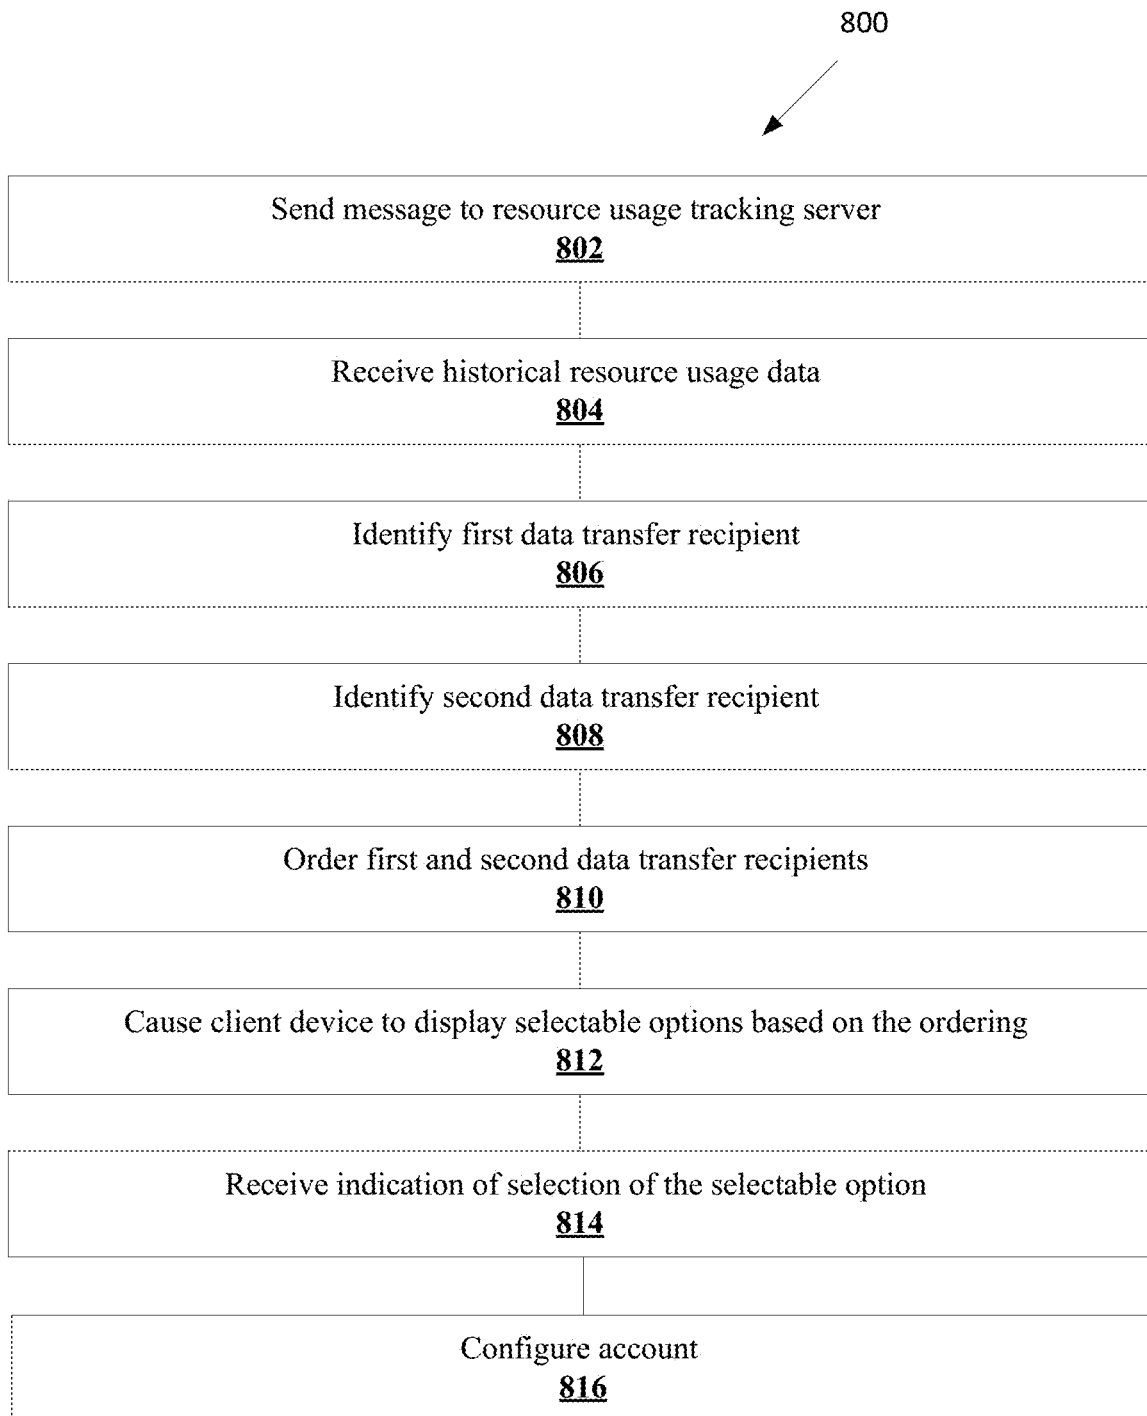 800
Send message to resource usage tracking server
802
Receive historical resource usage data
804
Identify first data transfer recipient
806
Identify second data transfer recipient
808
Order first and second data transfer recipients
810
Cause client device to display selectable options based on the ordering
812
Receive indication of selection of the selectable option
814
Configure account
816